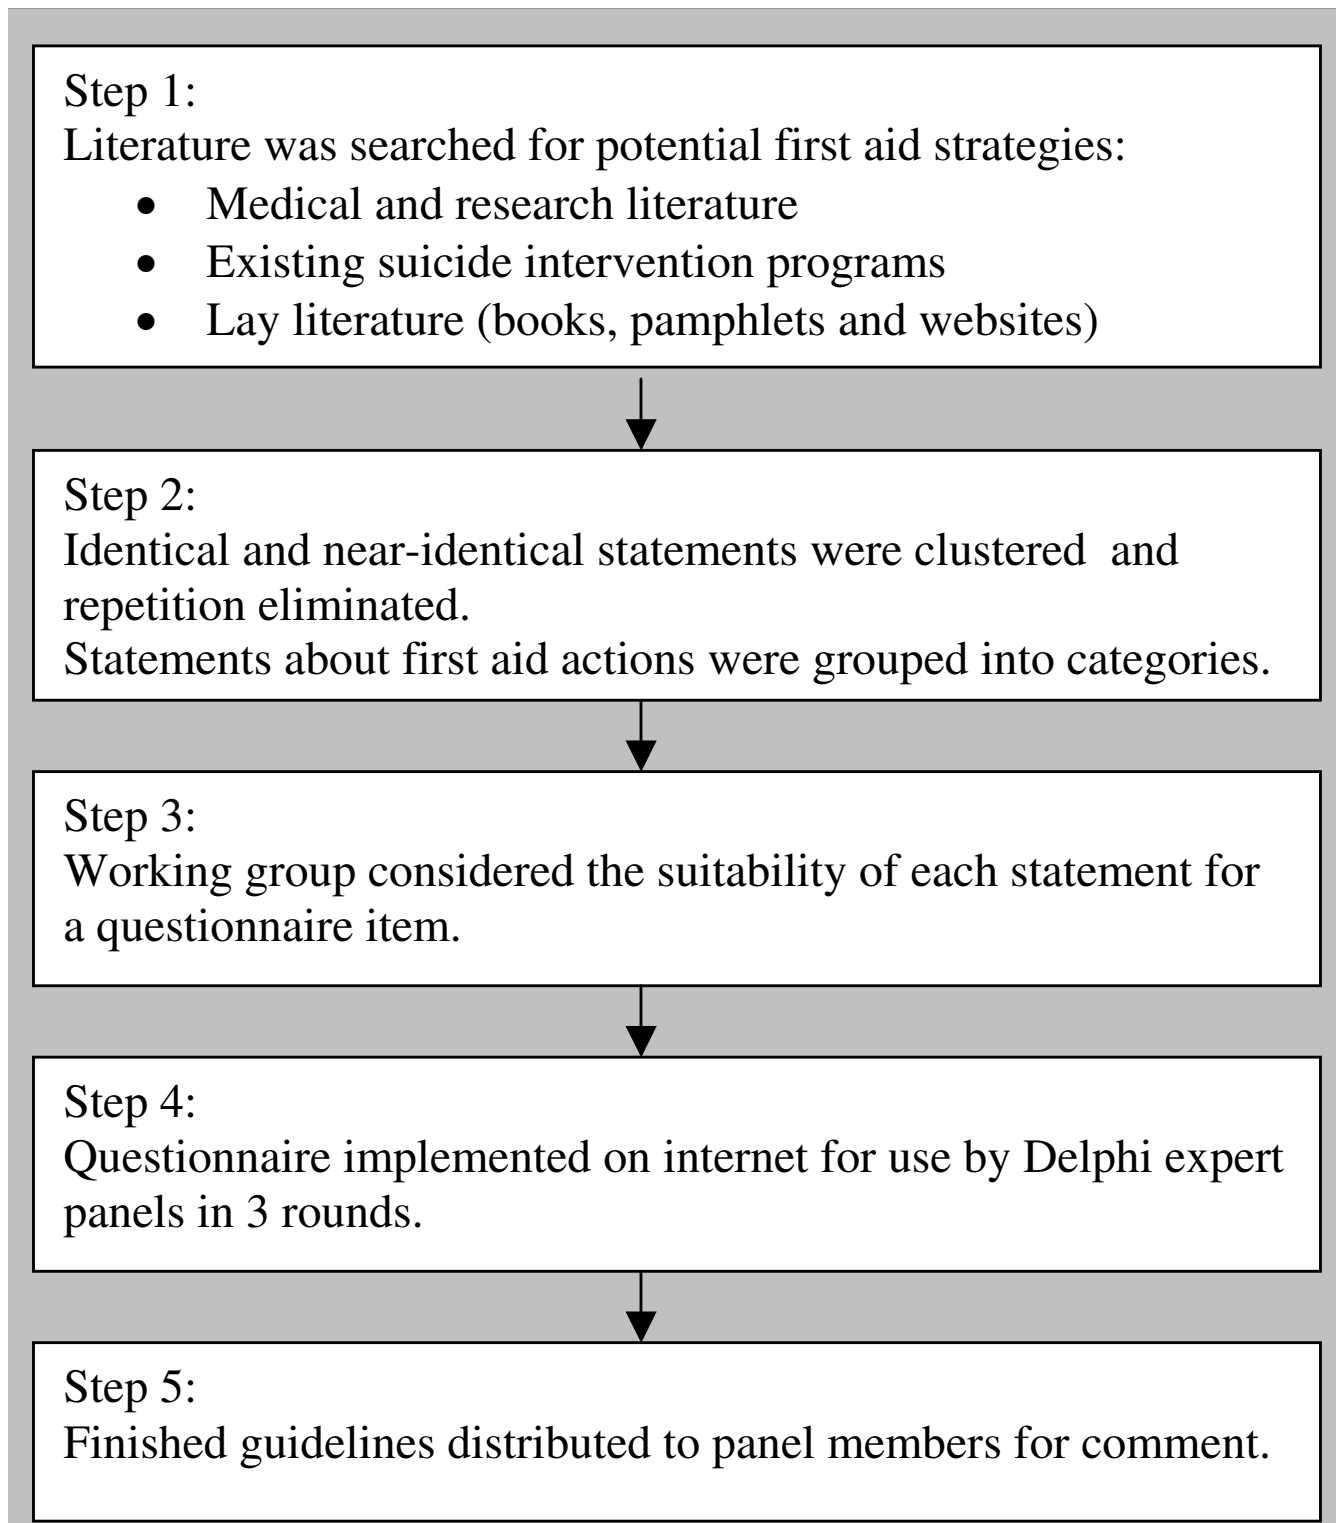 Step 1:
Literature was searched for potential first aid strategies:
• Medical and research literature
• Existing suicide intervention programs
• Lay literature (books, pamphlets and websites)
Step 2:
Identical and near-identical statements were clustered  and
repetition eliminated.
Statements about first aid actions were grouped into categories.
Step 3:
Working group considered the suitability of each statement for
a questionnaire item.
Step 4:
Questionnaire implemented on internet for use by Delphi expert
panels in 3 rounds.
Step 5:
Finished guidelines distributed to panel members for comment.